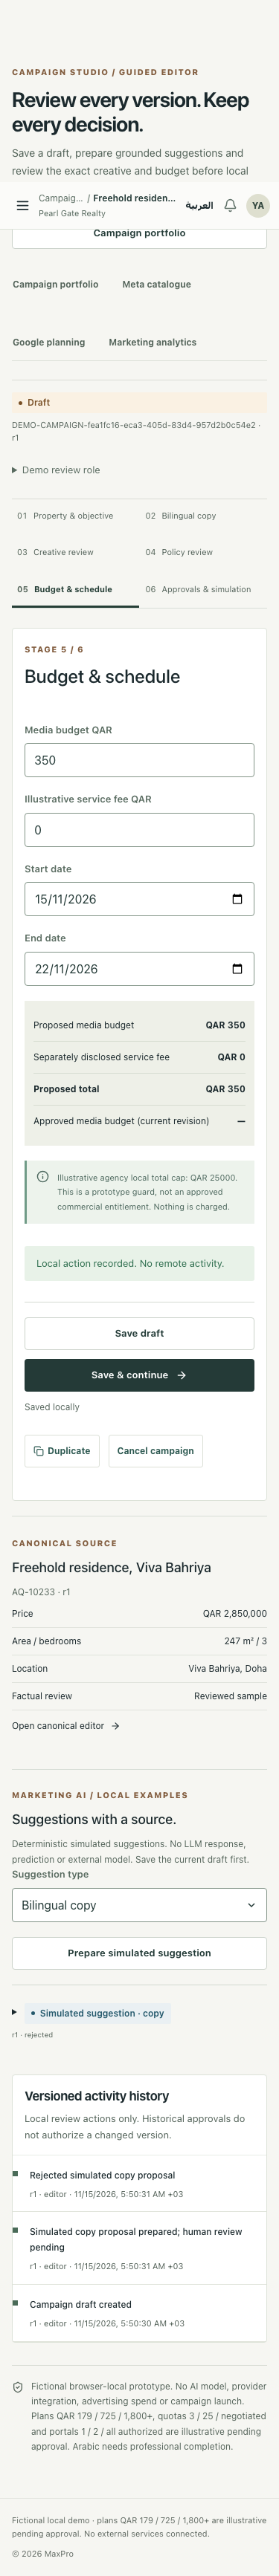 CAMPAIGN STUDIO / GUIDED EDITOR
Review every version. Keep
every decision.
Save a draft, prepare grounded suggestions and
review the exact creative and budget before local
Campaig... / Freehold residen...
Pearl Gate Realty
العربية
YA
Campaign portfolio
Campaign portfolio Meta catalogue
Google planning Marketing analytics
Draft
DEMO-CAMPAIGN-fea1fc16-eca3-405d-83d4-957d2b0c54e2 ·
r1
Demo review role
01 Property & objective 02 Bilingual copy
03 Creative review 04 Policy review
05 Budget & schedule 06 Approvals & simulation
STAGE 5 / 6
Budget & schedule
Media budget QAR
350
Illustrative service fee QAR
0
Start date
15/11/2026
End date
22/11/2026
Proposed media budget QAR 350
Separately disclosed service fee QAR 0
Proposed total QAR 350
Approved media budget (current revision) —
Illustrative agency local total cap: QAR 25000.
This is a prototype guard, not an approved
commercial entitlement. Nothing is charged.
Local action recorded. No remote activity.
Save draft
Save & continue →
Saved locally
Duplicate Cancel campaign
CANONICAL SOURCE
Freehold residence, Viva Bahriya
AQ-10233 · r1
Price QAR 2,850,000
Area / bedrooms 247 m² / 3
Location Viva Bahriya, Doha
Factual review Reviewed sample
Open canonical editor →
MARKETING AI / LOCAL EXAMPLES
Suggestions with a source.
Deterministic simulated suggestions. No LLM response,
prediction or external model. Save the current draft first.
Suggestion type
Bilingual copy
Prepare simulated suggestion
Simulated suggestion · copy
r1 · rejected
Versioned activity history
Local review actions only. Historical approvals do
not authorize a changed version.
Rejected simulated copy proposal
r1 · editor · 11/15/2026, 5:50:31 AM +03
Simulated copy proposal prepared; human review
pending
r1 · editor · 11/15/2026, 5:50:31 AM +03
Campaign draft created
r1 · editor · 11/15/2026, 5:50:30 AM +03
Fictional browser-local prototype. No AI model, provider
integration, advertising spend or campaign launch.
Plans QAR 179 / 725 / 1,800+, quotas 3 / 25 / negotiated
and portals 1 / 2 / all authorized are illustrative pending
approval. Arabic needs professional completion.
Fictional local demo · plans QAR 179 / 725 / 1,800+ are illustrative
pending approval. No external services connected.
© 2026 MaxPro